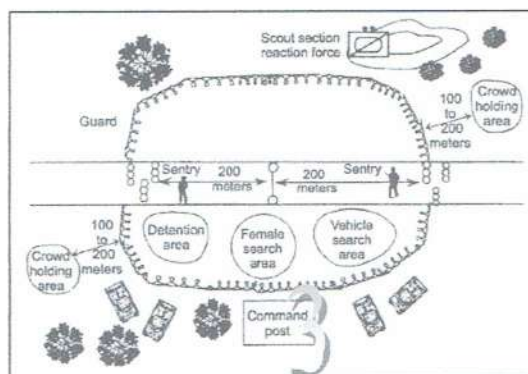 Scout section
reaction force
Guard
100
to
200
meters
Crowd
holding
area
Sentry
200
meters
200
meters
Sentry
100
to
200
meters
Crowd
holding
area
Detention
area
Female
search
area
Vehicle
search
area
Command
post
3